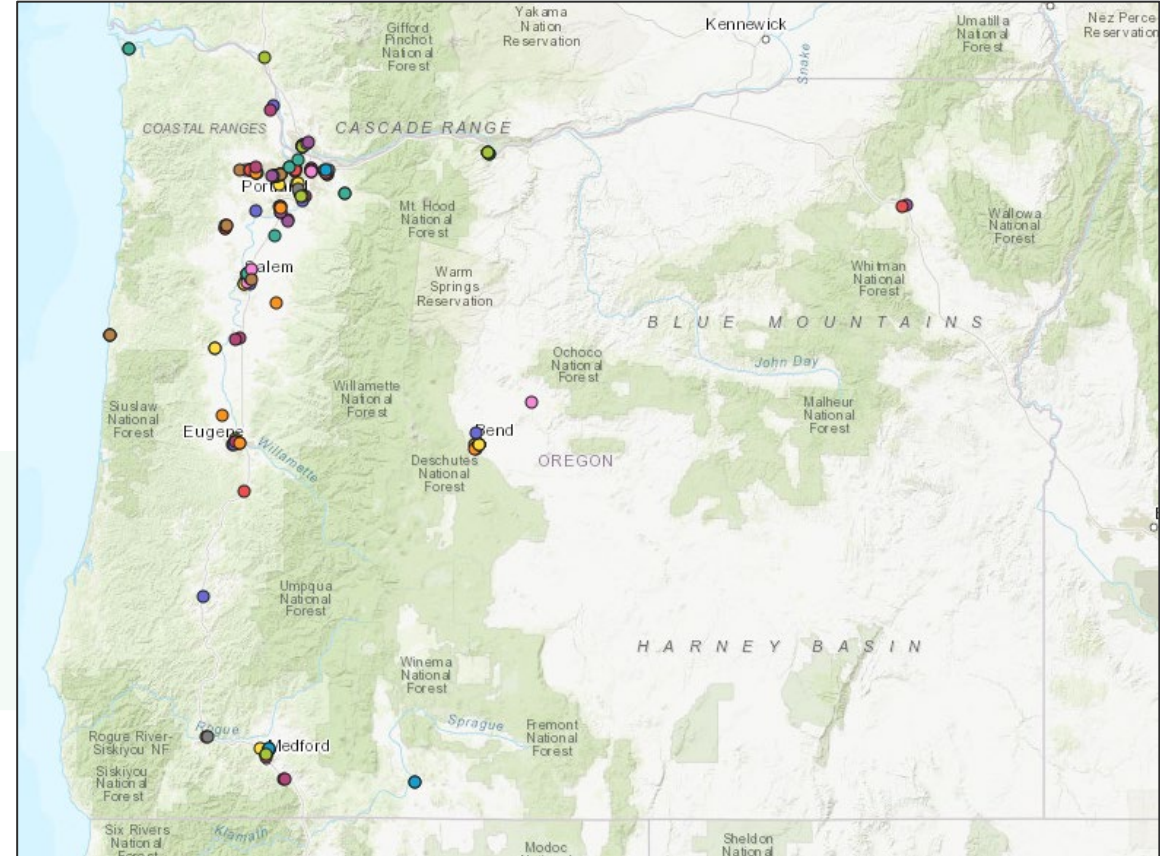 Yakama
Nation
Reservation
Gifford
Pinchot
National
Forest
Kennewick
Umatilla
National
Forest
Nez Perce
Reservation
Snake
COASTAL RANGES
CASCADE RANGE
Portland
Mt. Hood
National
Forest
Wallowa
National
Forest
Salem
Warm
Springs
Reservation
Whitman
National
Forest
BLUE MOUNTAINS
Ochoco
National
Forest
John Day
Willamette
National
Forest
Malheur
National
Forest
Siuslaw
National
Forest
Eugene
Willamette
Bend
Deschutes
National
Forest
OREGON
Umpqua
National
Forest
HARNEY BASIN
Winema
National
Forest
Rogue
Sprague
Fremont
National
Forest
Rogue River-
Siskiyou NF
Medford
Siskiyou
National
Forest
Six Rivers
National
Forest
Klamath
Modoc
National
Sheldon
National